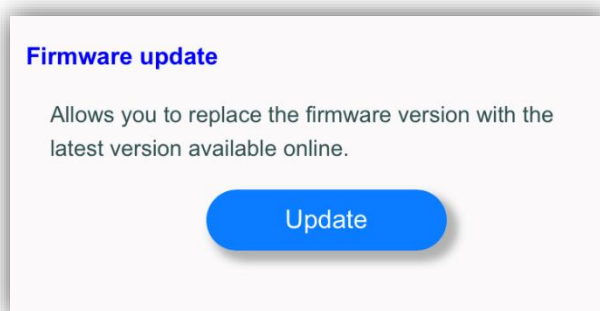 Firmware update
Allows you to replace the firmware version with the
latest version available online.
Update